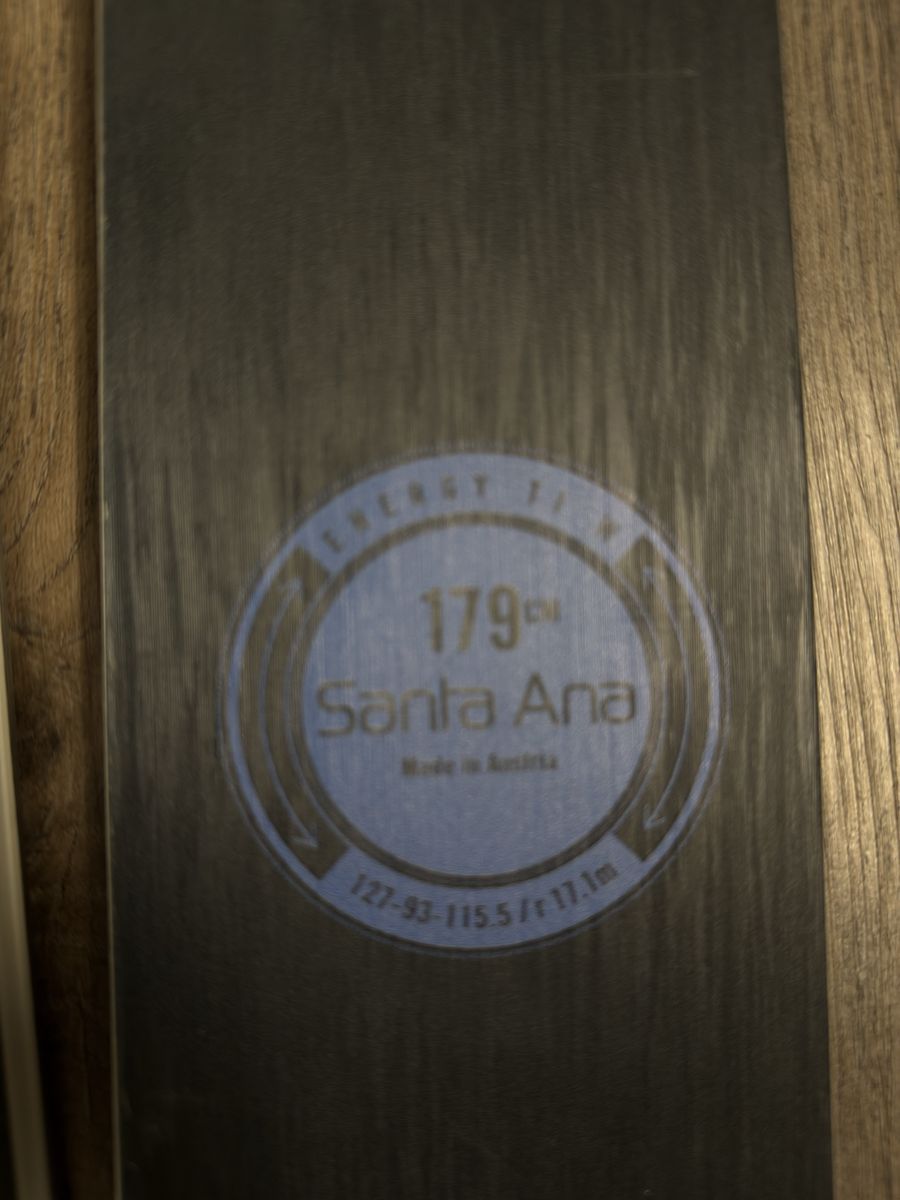 ENERGY TI W
179CM
Santa Ana
Made in Austria
127-93-115.5 / r 17.1m